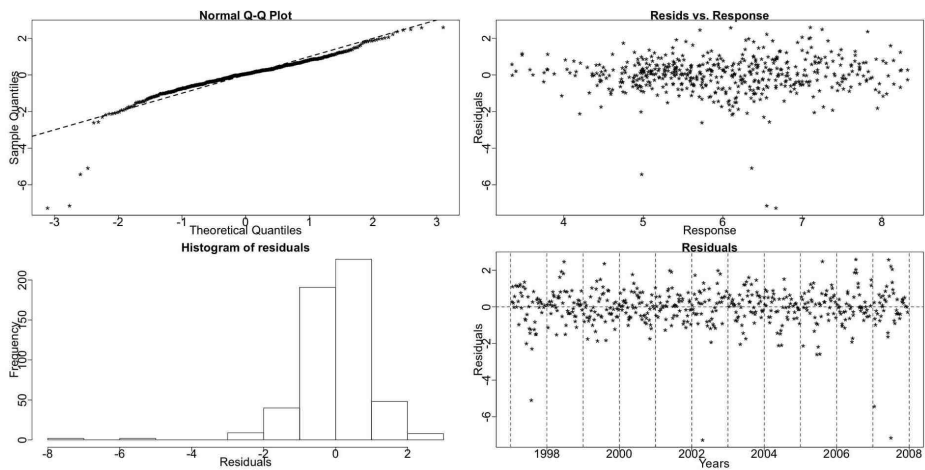 Normal Q-Q Plot
Sample Quantiles
2
0
-2
-4
-6
-3 -2 -1 0 1 2 3
Theoretical Quantiles
Resids vs. Response
Residuals
2
0
-2
-4
-6
4 5 6 7 8
Response
Histogram of residuals
Frequency
200
150
100
50
0
-8 -6 -4 -2 0 2
Residuals
Residuals
Residuals
2
0
-2
-4
-6
1998 2000 2002 2004 2006 2008
Years